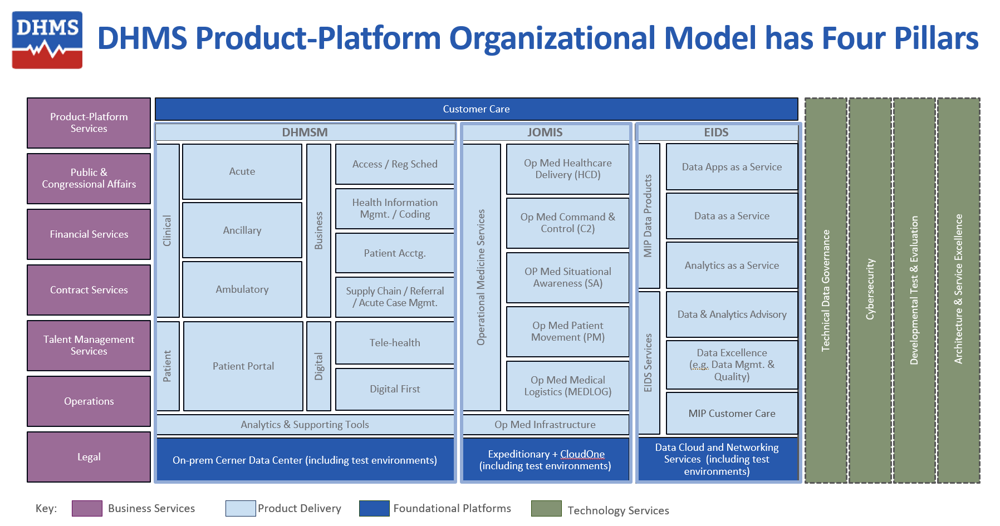 DHMS
DHMS Product-Platform Organizational Model has Four Pillars
Product-Platform
Services
Public &
Congressional Affairs
Financial Services
Contract Services
Talent Management
Services
Operations
Legal
Customer Care
DHMSM
Clinical
Acute
Ancillary
Ambulatory
Business
Access / Reg Sched
Health Information
Mgmt. / Coding
Patient Acctg.
Supply Chain / Referral
/ Acute Case Mgmt.
Patient
Patient Portal
Digital
Tele-health
Digital First
Analytics & Supporting Tools
On-prem Cerner Data Center (including test environments)
JOMIS
Operational Medicine Services
Op Med Healthcare
Delivery (HCD)
Op Med Command &
Control (C2)
OP Med Situational
Awareness (SA)
Op Med Patient
Movement (PM)
Op Med Medical
Logistics (MEDLOG)
Op Med Infrastructure
Expeditionary + CloudOne
(including test environments)
EIDS
MIP Data Products
Data Apps as a Service
Data as a Service
Analytics as a Service
EIDS Services
Data & Analytics Advisory
Data Excellence
(e.g. Data Mgmt. &
Quality)
MIP Customer Care
Data Cloud and Networking
Services (including test
environments)
Technical Data Governance
Cybersecurity
Developmental Test & Evaluation
Architecture & Service Excellence
Key:
Business Services
Product Delivery
Foundational Platforms
Technology Services